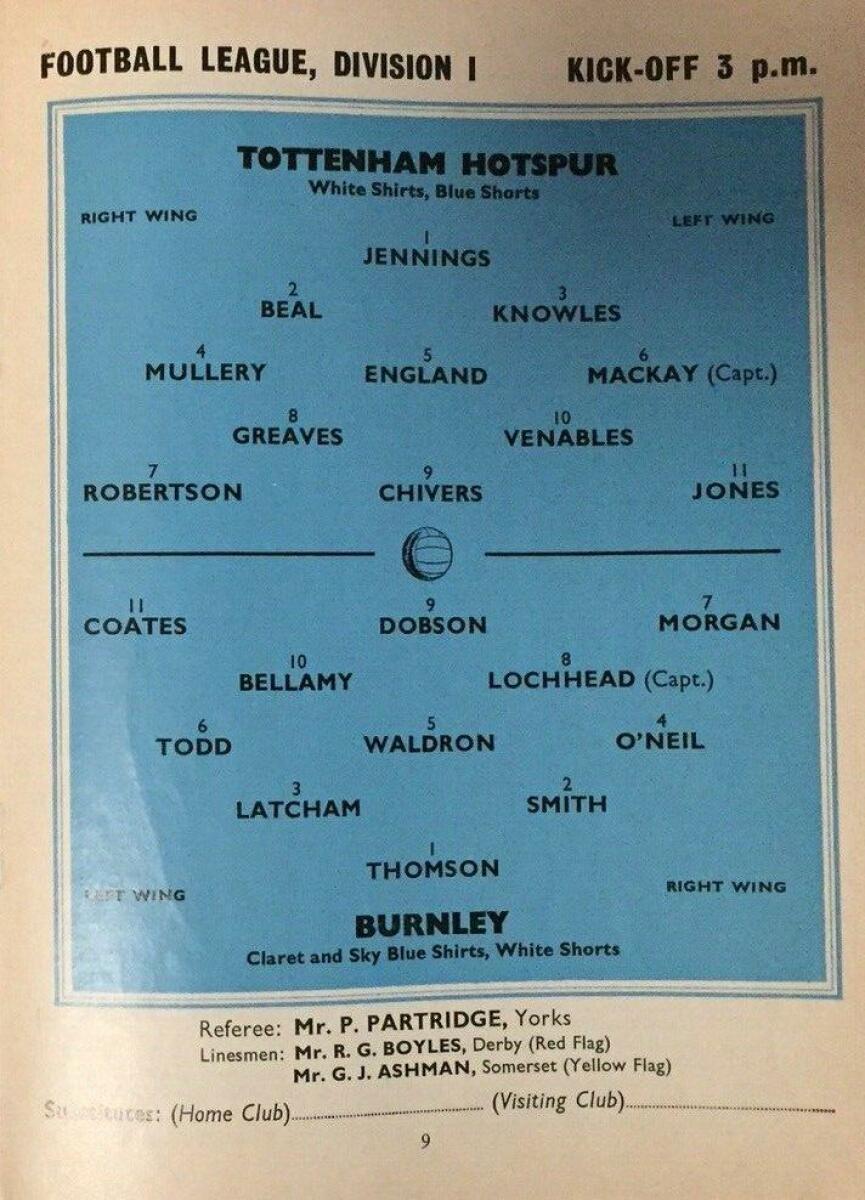 FOOTBALL LEAGUE, DIVISION I KICK-OFF 3 p.m.
TOTTENHAM HOTSPUR
White Shirts, Blue Shorts
RIGHT WING LEFT WING
1
JENNINGS
2 3
BEAL KNOWLES
4 5 6
MULLERY ENGLAND MACKAY (Capt.)
8 10
GREAVES VENABLES
7 9 11
ROBERTSON CHIVERS JONES
11 9 7
COATES DOBSON MORGAN
10 8
BELLAMY LOCHHEAD (Capt.)
6 5 4
TODD WALDRON O'NEIL
3 2
LATCHAM SMITH
1
THOMSON
LEFT WING RIGHT WING
BURNLEY
Claret and Sky Blue Shirts, White Shorts
Referee: Mr. P. PARTRIDGE, Yorks
Linesmen: Mr. R. G. BOYLES, Derby (Red Flag)
Mr. G. J. ASHMAN, Somerset (Yellow Flag)
Substitutes: (Home Club)................................ (Visiting Club)................................
9